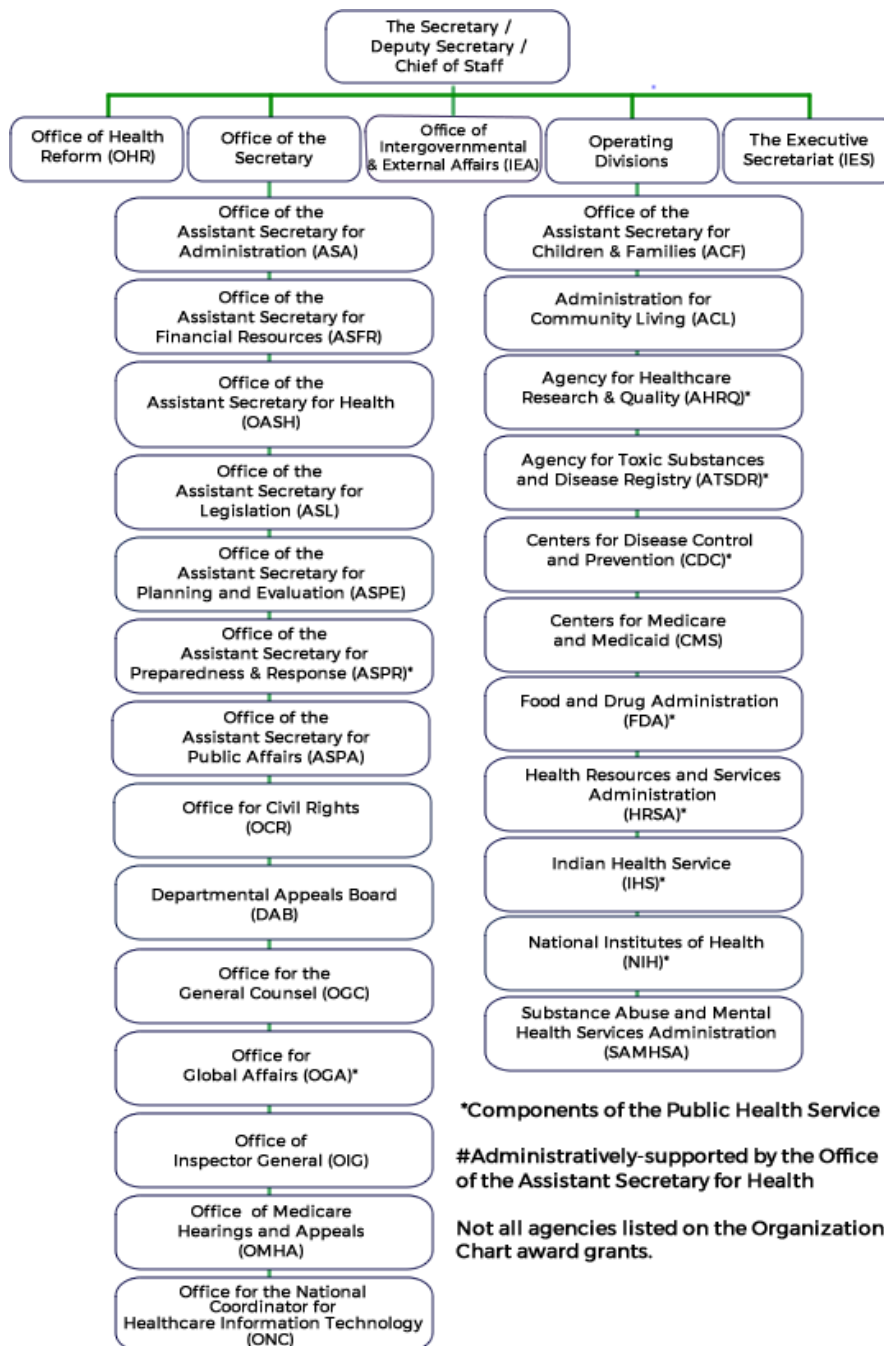 The Secretary /
Deputy Secretary /
Chief of Staff
Office of Health
Reform (OHR)
Office of the
Secretary
Office of
Intergovernmental
& External Affairs (IEA)
Operating
Divisions
The Executive
Secretariat (IES)
Office of the
Assistant Secretary for
Administration (ASA)
Office of the
Assistant Secretary for
Financial Resources (ASFR)
Office of the
Assistant Secretary for Health
(OASH)
Office of the
Assistant Secretary for
Legislation (ASL)
Office of the
Assistant Secretary for
Planning and Evaluation (ASPE)
Office of the
Assistant Secretary for
Preparedness & Response (ASPR)*
Office of the
Assistant Secretary for
Public Affairs (ASPA)
Office for Civil Rights
(OCR)
Departmental Appeals Board
(DAB)
Office for the
General Counsel (OGC)
Office for
Global Affairs (OGA)*
Office of
Inspector General (OIG)
Office of Medicare
Hearings and Appeals
(OMHA)
Office for the National
Coordinator for
Healthcare Information Technology
(ONC)
Office of the
Assistant Secretary for
Children & Families (ACF)
Administration for
Community Living (ACL)
Agency for Healthcare
Research & Quality (AHRQ)*
Agency for Toxic Substances
and Disease Registry (ATSDR)*
Centers for Disease Control
and Prevention (CDC)*
Centers for Medicare
and Medicaid (CMS)
Food and Drug Administration
(FDA)*
Health Resources and Services
Administration
(HRSA)*
Indian Health Service
(IHS)*
National Institutes of Health
(NIH)*
Substance Abuse and Mental
Health Services Administration
(SAMHSA)
*Components of the Public Health Service
#Administratively-supported by the Office
of the Assistant Secretary for Health
Not all agencies listed on the Organization
Chart award grants.